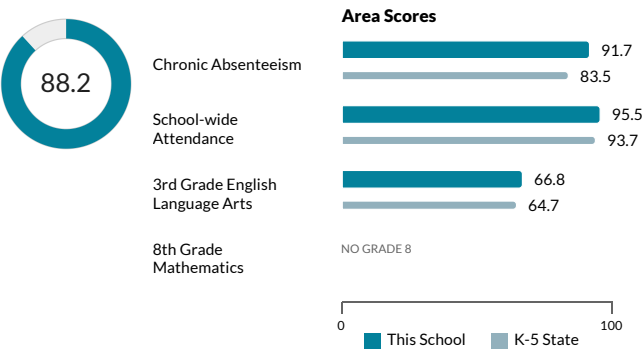 Area Scores
88.2
Chronic Absenteeism
91.7
83.5
School-wide
Attendance
95.5
93.7
3rd Grade English
Language Arts
66.8
64.7
8th Grade
Mathematics
NO GRADE 8
0
100
This School
K-5 State